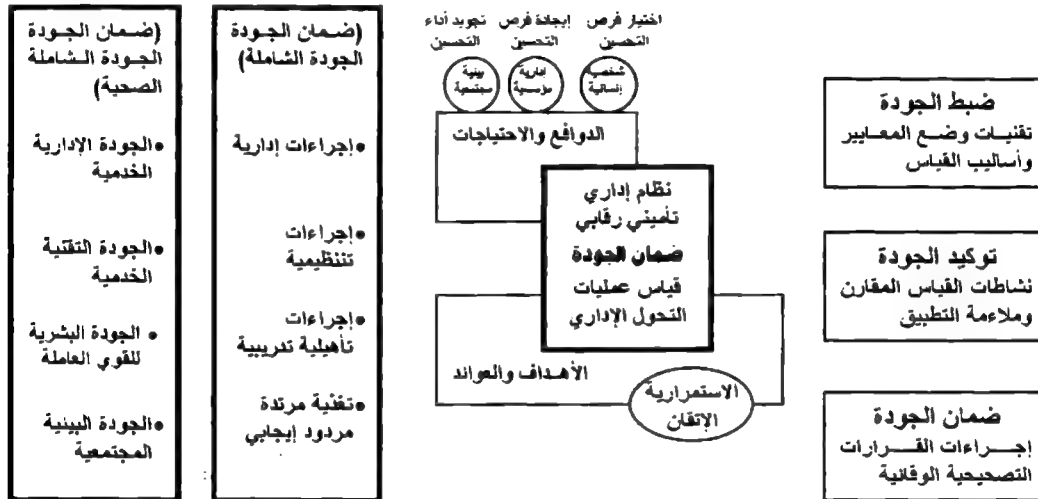 ضبط الجودة
تقنيات وضع المعايير
وأساليب القياس
توكيد الجودة
نشاطات القياس المقارن
وملاءمة التطبيق
ضمان الجودة
إجراءات القرارات
التصحيحية الوقائية
اختيار فرص
التحسين
إيجادة فرص
التحسين
تجويد أداء
التحسين
شخصية
إنسانية
إدارية
مؤسسية
بيئية
مجتمعية
الدوافع والاحتياجات
نظام إداري
تأميني رقابي
ضمان الجودة
قياس عمليات
التحول الإداري
الأهداف والعوائد
الاستمرارية
الإتقان
(ضمان الجودة
الجودة الشاملة)
•إجراءات إدارية
•إجراءات
تنظيمية
•إجراءات
تأهيلية تدريبية
•تغذية مرتدة
مردود إيجابي
(ضمان الجودة
الجودة الشاملة
الصحية)
•الجودة الإدارية
الخدمية
•الجودة التقنية
الخدمية
• الجودة البشرية
للقوي العاملة
•الجودة البيئية
المجتمعية